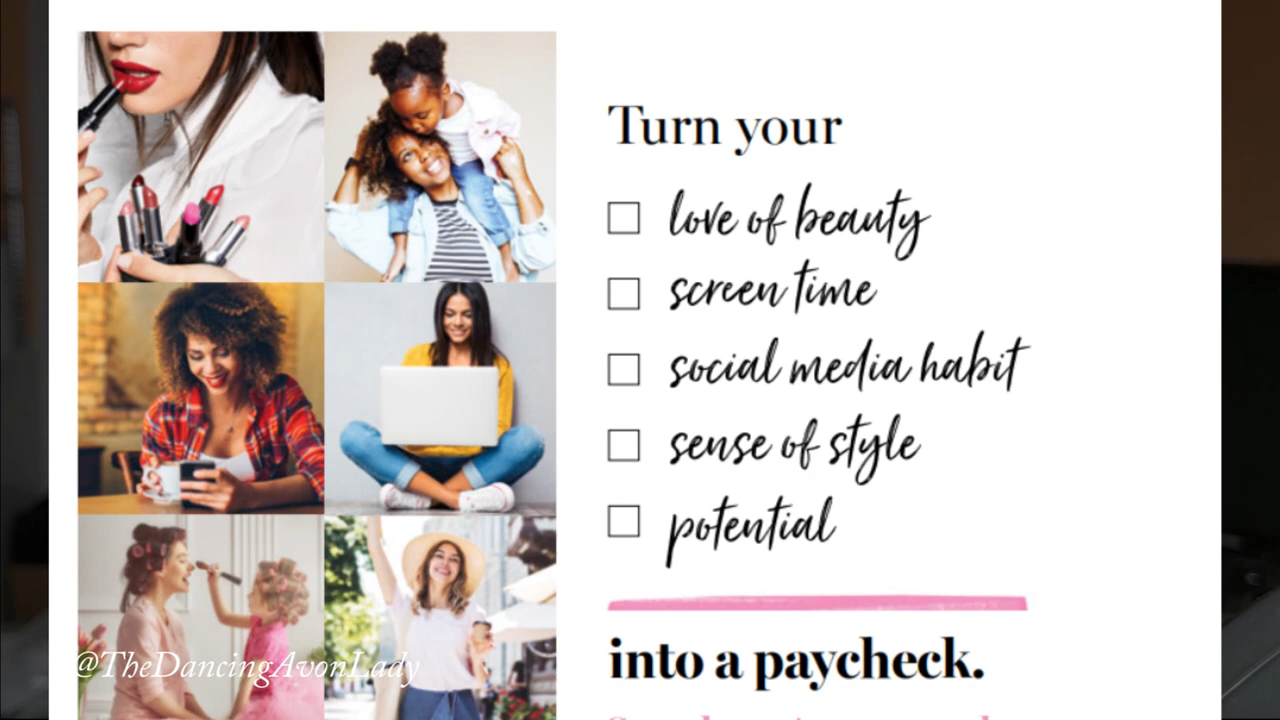 Turn your
love of beauty
screen time
social media habit
sense of style
potential
into a paycheck.
@TheDancingAvonLady